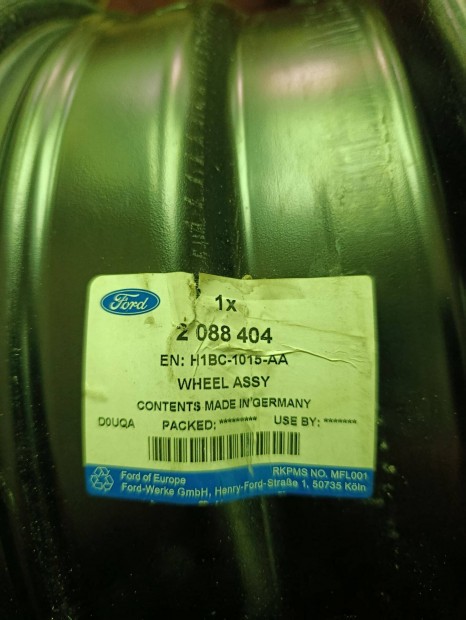 Ford
1x
2 088 404
EN: H1BC-1015-AA
WHEEL ASSY
CONTENTS MADE IN GERMANY
D0UQA PACKED: ********* USE BY: *******
RKPMS NO. MFL001
Ford of Europe
Ford-Werke GmbH, Henry-Ford-Straße 1, 50735 Köln